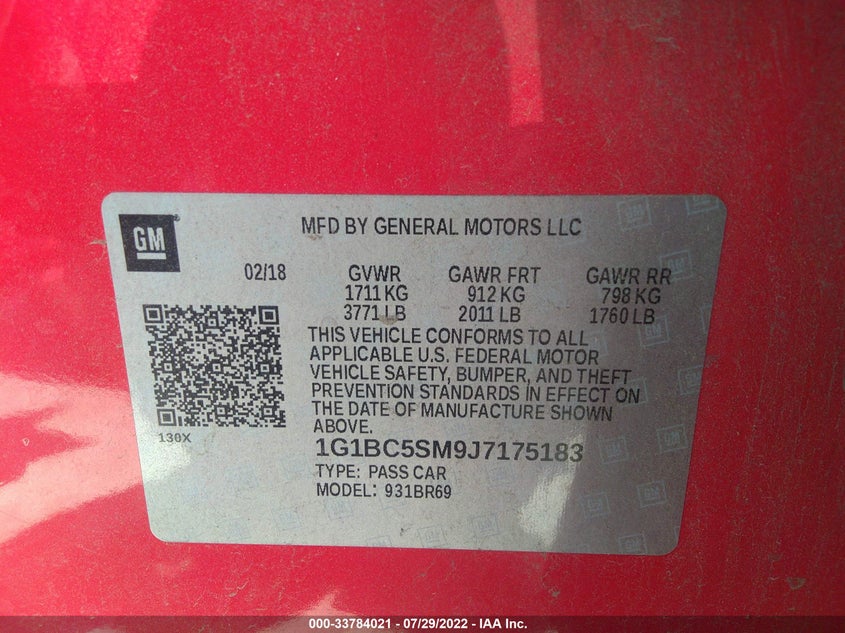 GM
MFD BY GENERAL MOTORS LLC
02/18 GVWR GAWR FRT GAWR RR
1711 KG 912 KG 798 KG
3771 LB 2011 LB 1760 LB
THIS VEHICLE CONFORMS TO ALL
APPLICABLE U.S. FEDERAL MOTOR
VEHICLE SAFETY, BUMPER, AND THEFT
PREVENTION STANDARDS IN EFFECT ON
THE DATE OF MANUFACTURE SHOWN
ABOVE.
130X
1G1BC5SM9J7175183
TYPE: PASS CAR
MODEL: 931BR69
000-33784021 - 07/29/2022 - IAA Inc.